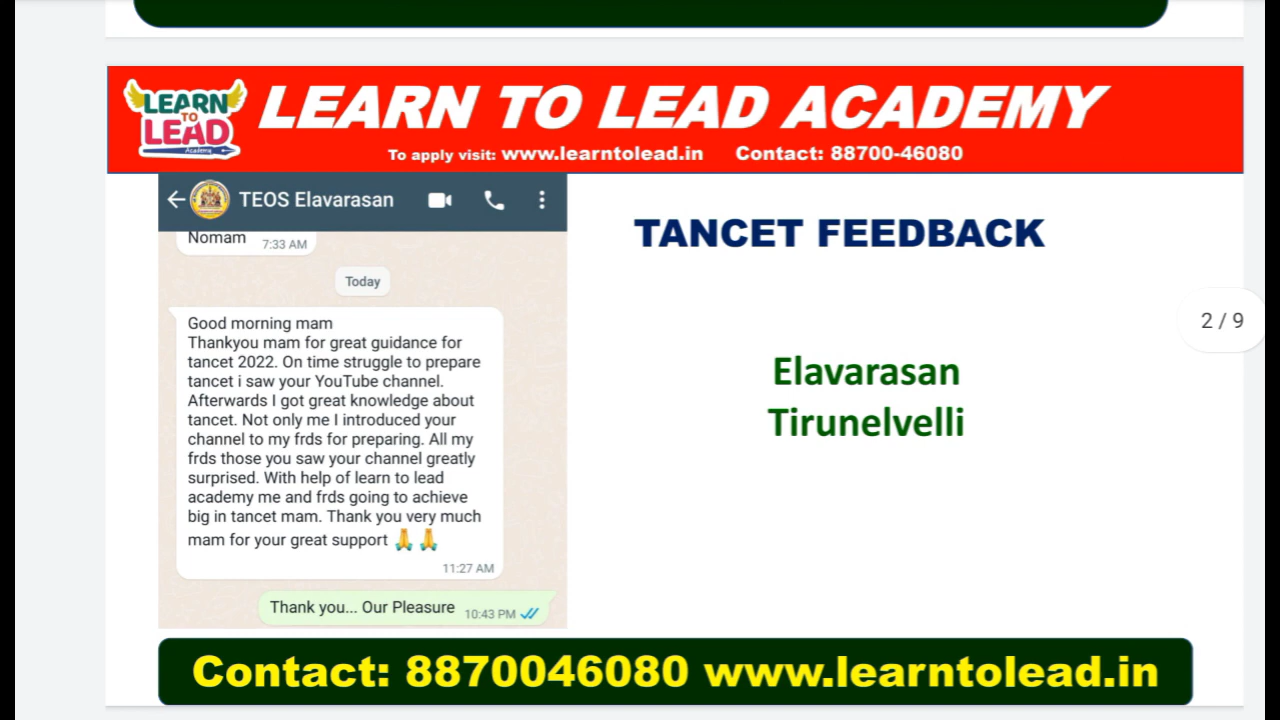 LEARN
TO
LEAD
Academy
LEARN TO LEAD ACADEMY
To apply visit: www.learntolead.in Contact: 88700-46080
TEOS Elavarasan
Nomam 7:33 AM
Today
Good morning mam
Thankyou mam for great guidance for
tancet 2022. On time struggle to prepare
tancet i saw your YouTube channel.
Afterwards I got great knowledge about
tancet. Not only me I introduced your
channel to my frds for preparing. All my
frds those you saw your channel greatly
surprised. With help of learn to lead
academy me and frds going to achieve
big in tancet mam. Thank you very much
mam for your great support 🙏 🙏
11:27 AM
Thank you... Our Pleasure 10:43 PM
TANCET FEEDBACK
Elavarasan
Tirunelvelli
2 / 9
Contact: 8870046080 www.learntolead.in